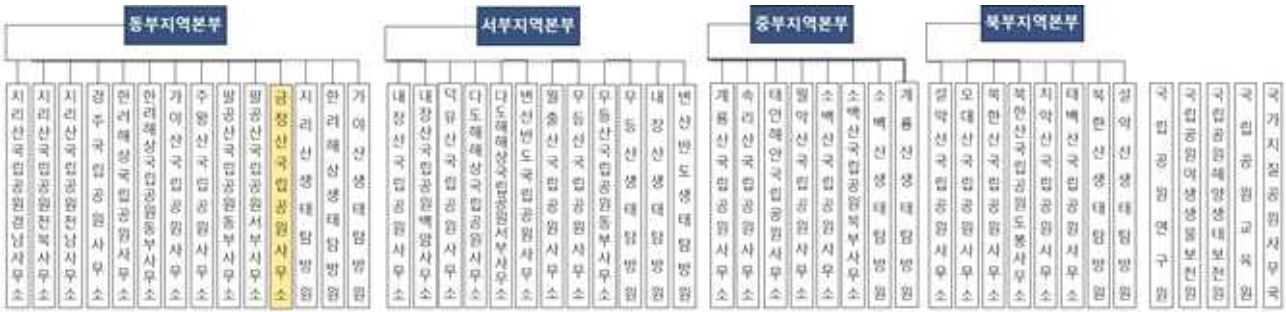 동부지역본부
지리산국립공원경남사무소
지리산국립공원전북사무소
지리산국립공원전남사무소
경주국립공원사무소
한려해상국립공원사무소
한려해상국립공원동부사무소
가야산국립공원사무소
주왕산국립공원사무소
팔공산국립공원동부사무소
팔공산국립공원서부사무소
금정산국립공원사무소
지리산생태탐방원
한려해상생태탐방원
가야산생태탐방원
서부지역본부
내장산국립공원사무소
내장산국립공원백암사무소
덕유산국립공원사무소
다도해해상국립공원사무소
다도해해상국립공원서부사무소
변산반도국립공원사무소
월출산국립공원사무소
무등산국립공원사무소
무등산국립공원동부사무소
무등산생태탐방원
내장산생태탐방원
변산반도생태탐방원
중부지역본부
계룡산국립공원사무소
속리산국립공원사무소
태안해안국립공원사무소
월악산국립공원사무소
소백산국립공원사무소
소백산국립공원북부사무소
소백산생태탐방원
계룡산생태탐방원
북부지역본부
설악산국립공원사무소
오대산국립공원사무소
북한산국립공원사무소
북한산국립공원도봉사무소
치악산국립공원사무소
태백산국립공원사무소
북한산생태탐방원
설악산생태탐방원
국립공원연구원
국립공원야생생물보전원
국립공원해양생태보전원
국립공원교육원
국가지질공원사무국